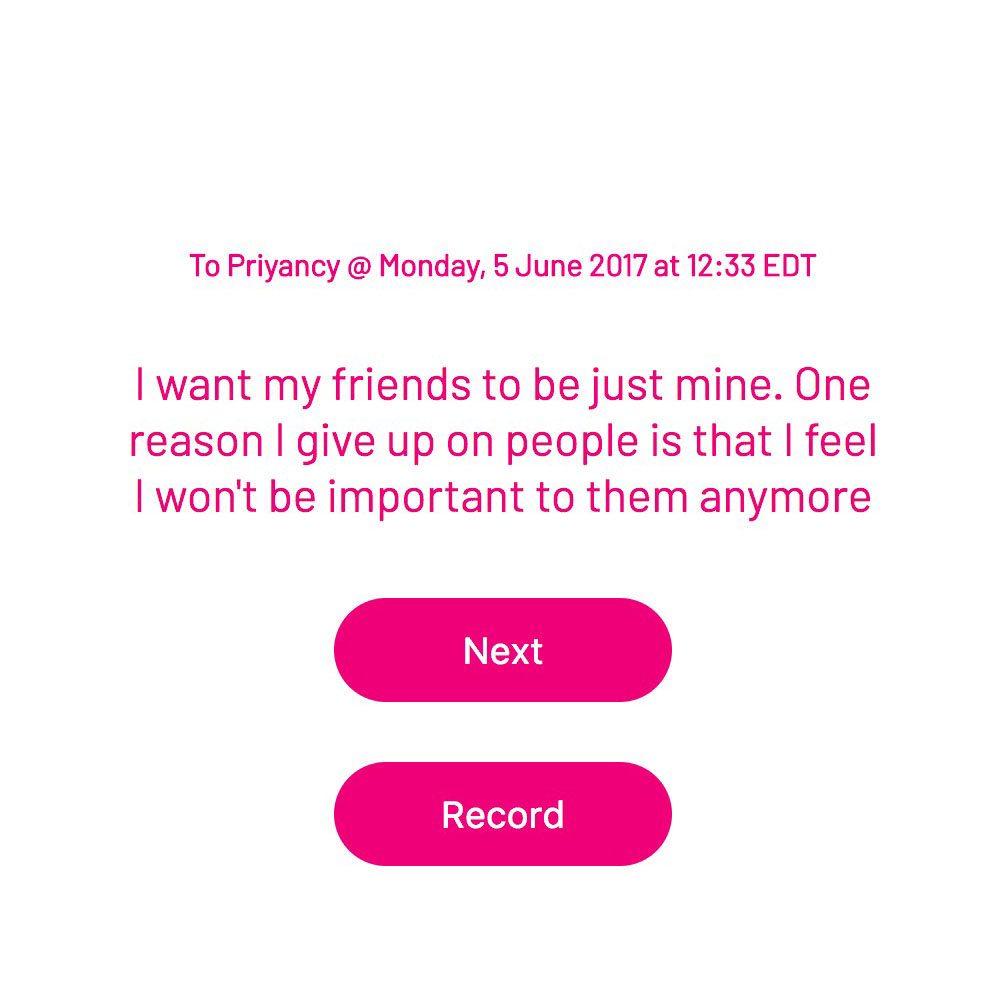 To Priyancy @ Monday, 5 June 2017 at 12:33 EDT
I want my friends to be just mine. One
reason I give up on people is that I feel
I won't be important to them anymore
Next
Record